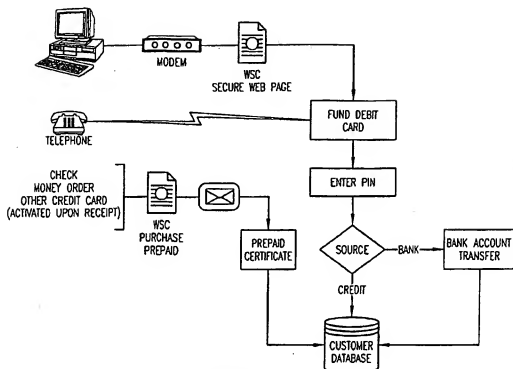 MODEM
WSC
SECURE WEB PAGE
FUND DEBIT
CARD
TELEPHONE
CHECK
MONEY ORDER
OTHER CREDIT CARD
(ACTIVATED UPON RECEIPT)
WSC
PURCHASE
PREPAID
ENTER PIN
PREPAID
CERTIFICATE
SOURCE
BANK
BANK ACCOUNT
TRANSFER
CREDIT
CUSTOMER
DATABASE